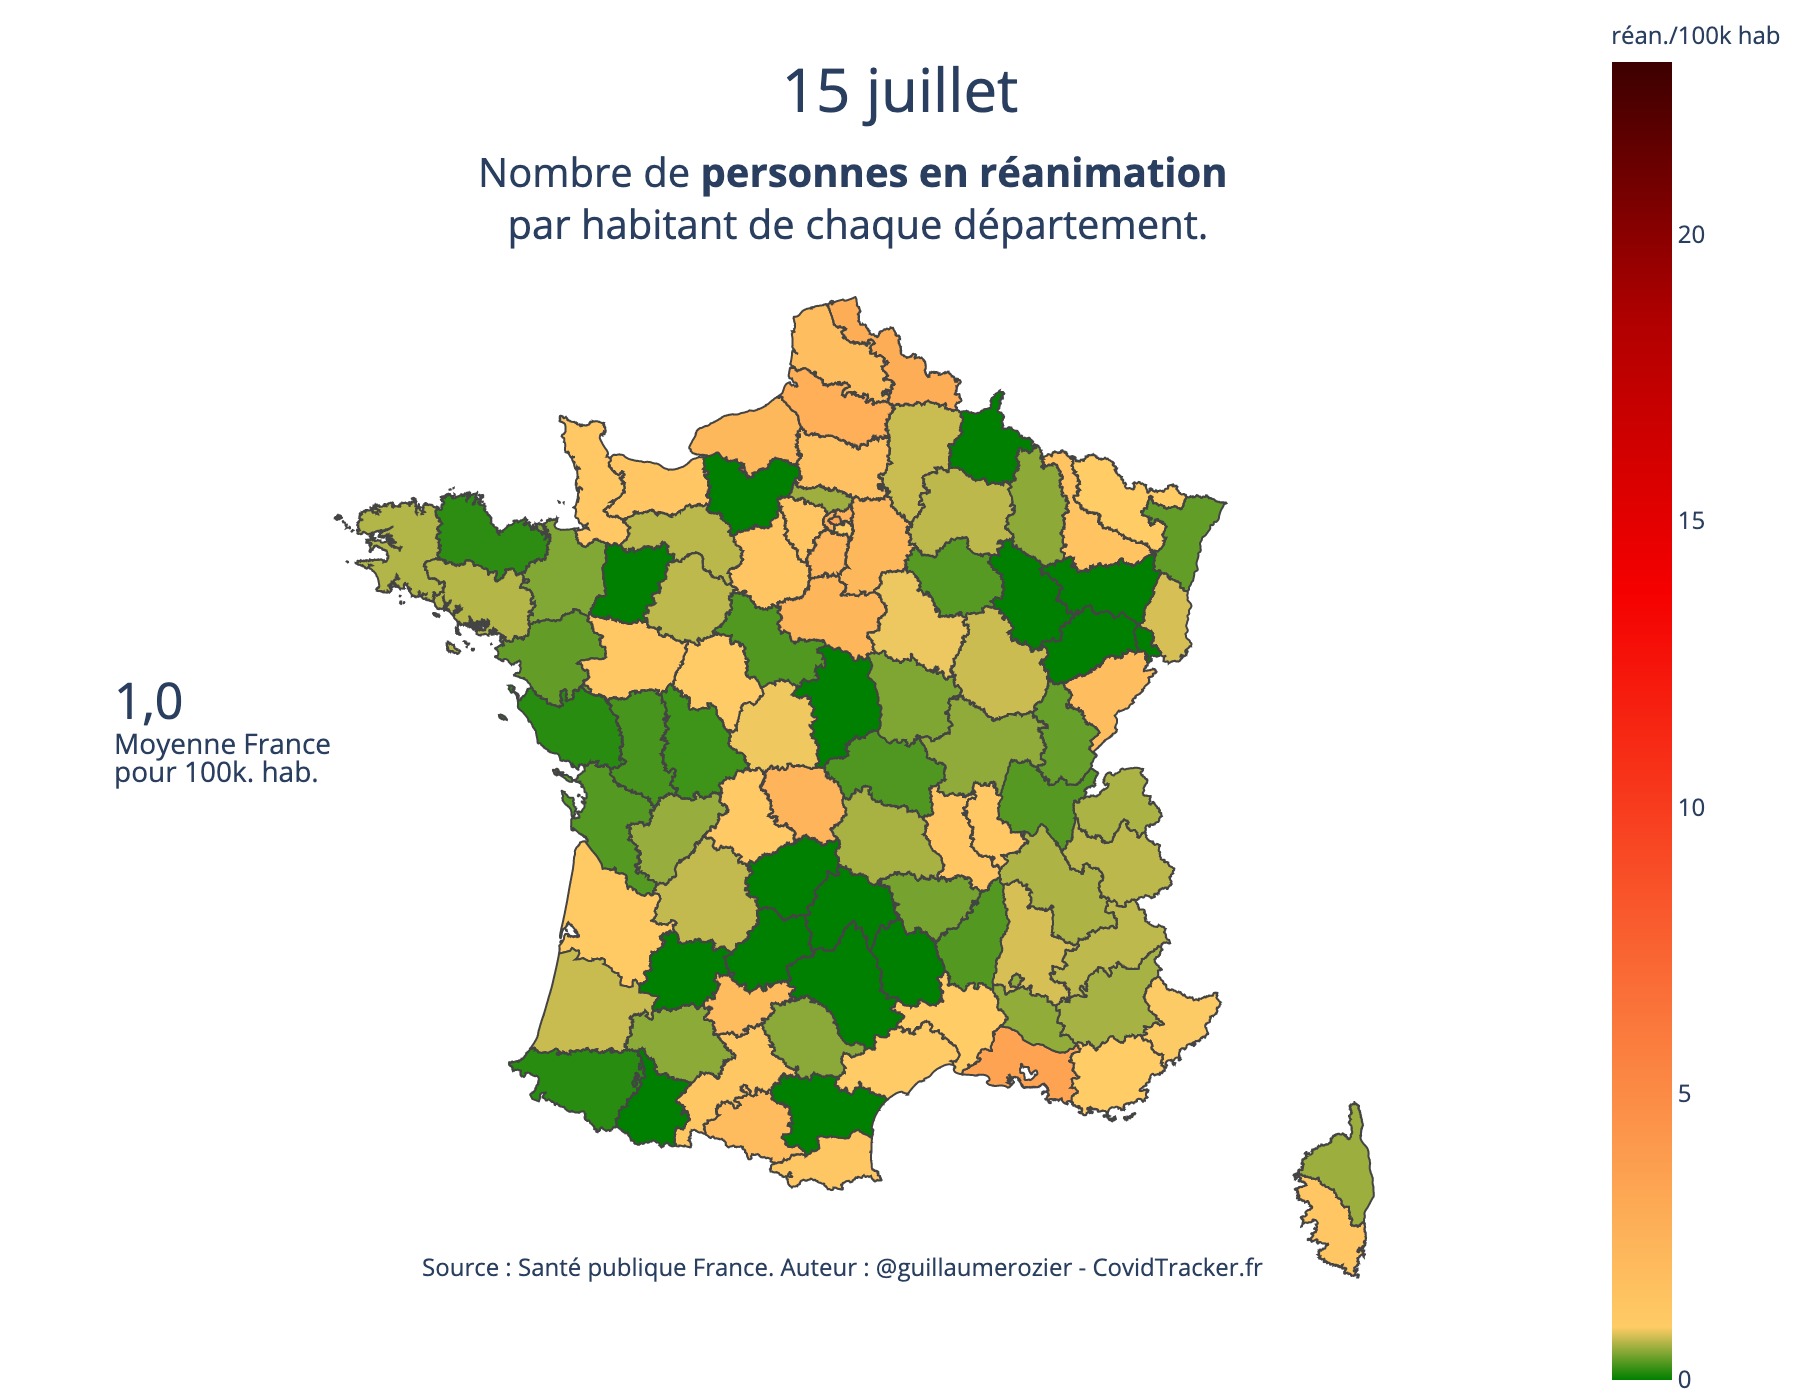 réan./100k hab
15 juillet
Nombre de personnes en réanimation
par habitant de chaque département.
20
15
10
5
0
1,0
Moyenne France
pour 100k. hab.
Source : Santé publique France. Auteur : @guillaumerozier - CovidTracker.fr